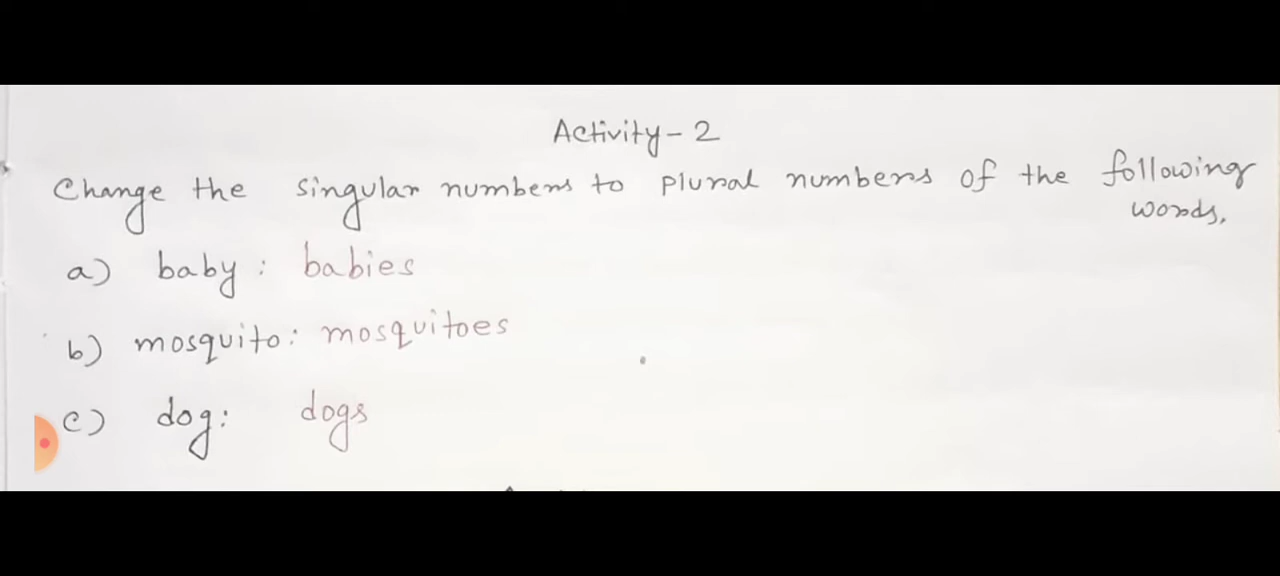 Activity - 2
Change the singular numbers to plural numbers of the following
words.
a) baby: babies
b) mosquito: mosquitoes
c) dog: dogs